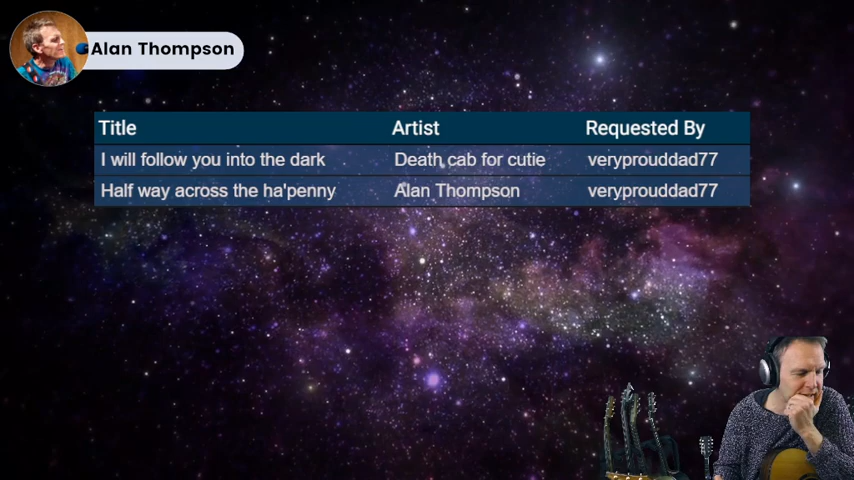 Alan Thompson
Title Artist Requested By
I will follow you into the dark Death cab for cutie veryprouddad77
Half way across the ha'penny Alan Thompson veryprouddad77